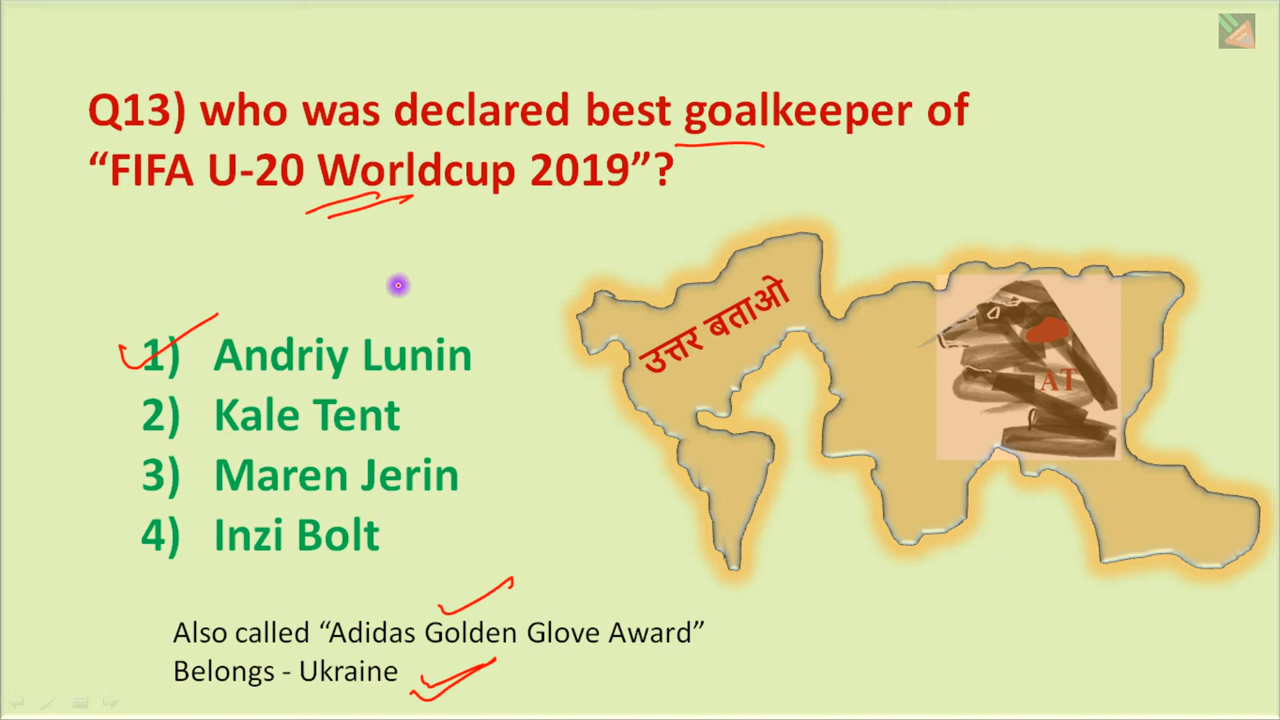 Q13) who was declared best goalkeeper of
“FIFA U-20 Worldcup 2019”?
1) Andriy Lunin
2) Kale Tent
3) Maren Jerin
4) Inzi Bolt
उत्तर बताओ
AT
Also called “Adidas Golden Glove Award”
Belongs - Ukraine